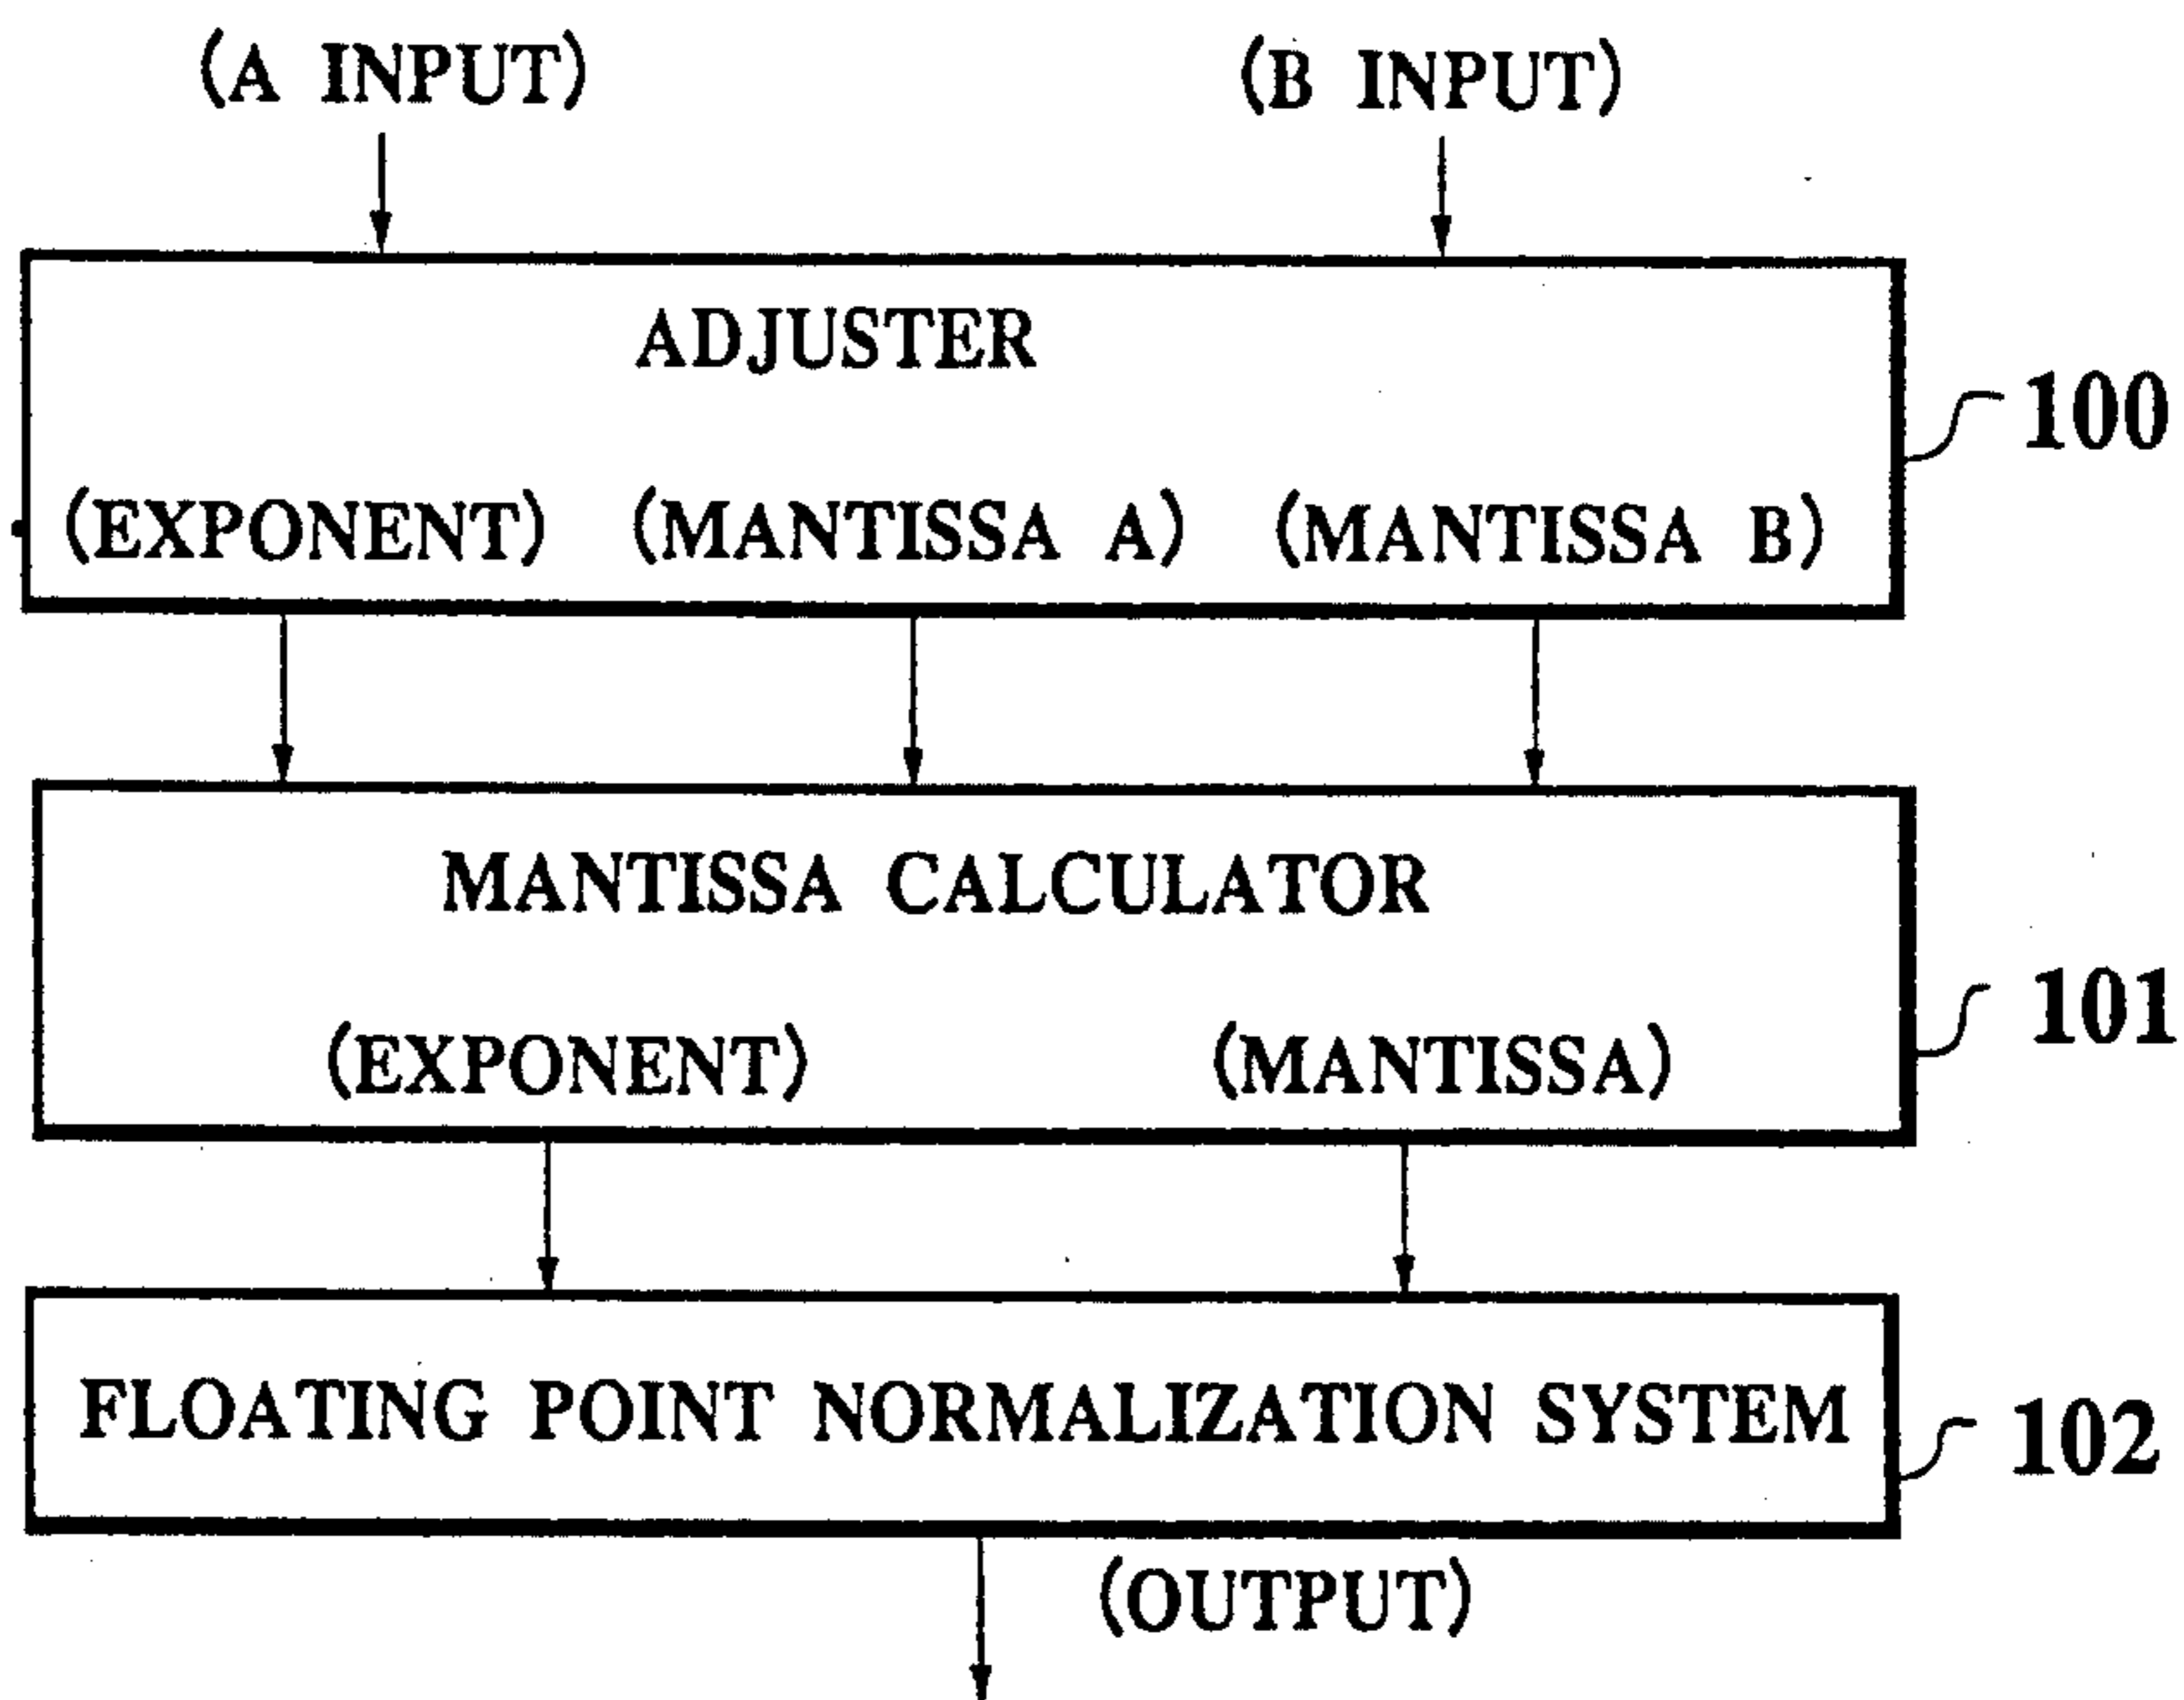 (A INPUT) (B INPUT)
ADJUSTER
100
(EXPONENT) (MANTISSA A) (MANTISSA B)
MANTISSA CALCULATOR
101
(EXPONENT) (MANTISSA)
FLOATING POINT NORMALIZATION SYSTEM
102
(OUTPUT)